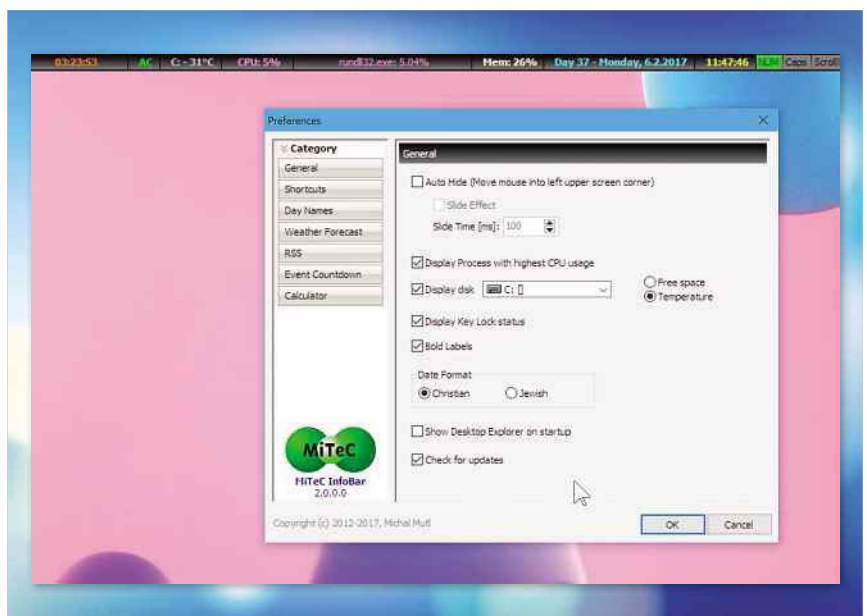 03:23:53 AC C: - 31°C CPU: 5% rundll32.exe: 5.04% Mem: 26% Day 37 - Monday, 6.2.2017 11:47:46 NUM Caps Scroll
Preferences
Category
General
Shortcuts
Day Names
Weather Forecast
RSS
Event Countdown
Calculator
General
Auto Hide (Move mouse into left upper screen corner)
Slide Effect
Slide Time [ms]: 100
Display Process with highest CPU usage
Display disk C: [] Free space
Temperature
Display Key Lock status
Bold Labels
Date Format
Christian Jewish
Show Desktop Explorer on startup
Check for updates
MiTeC
MiTeC InfoBar
2.0.0.0
Copyright (c) 2012-2017, Michal Mutl
OK Cancel